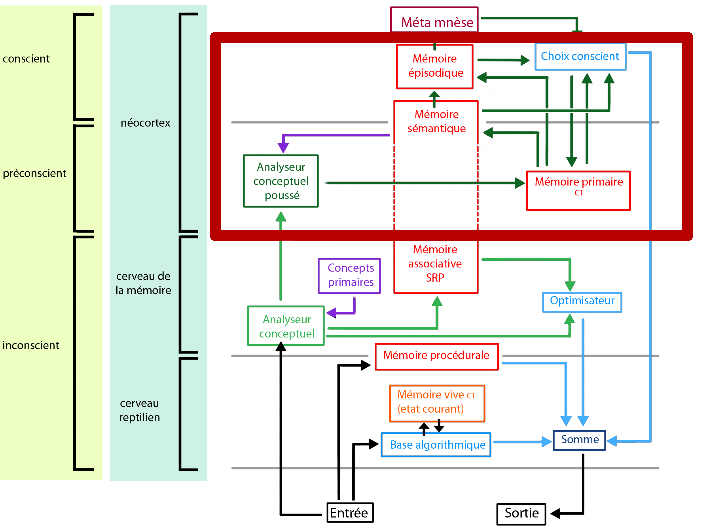 Méta mnèse
conscient
Mémoire
épisodique
Choix conscient
néocortex
Mémoire
sémantique
préconscient
Analyseur
conceptuel
poussé
Mémoire primaire
CT
cerveau de
la mémoire
Concepts
primaires
Mémoire
associative
SRP
Optimisateur
Analyseur
conceptuel
inconscient
Mémoire procédurale
cerveau
reptilien
Mémoire vive CT
(etat courant)
Base algorithmique
Somme
Entrée
Sortie